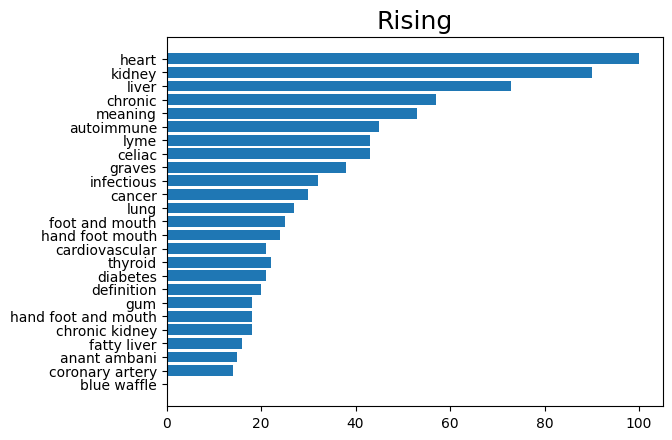 Rising
heart
kidney
liver
chronic
meaning
autoimmune
lyme
celiac
graves
infectious
cancer
lung
foot and mouth
hand foot mouth
cardiovascular
thyroid
diabetes
definition
gum
hand foot and mouth
chronic kidney
fatty liver
anant ambani
coronary artery
blue waffle
0 20 40 60 80 100